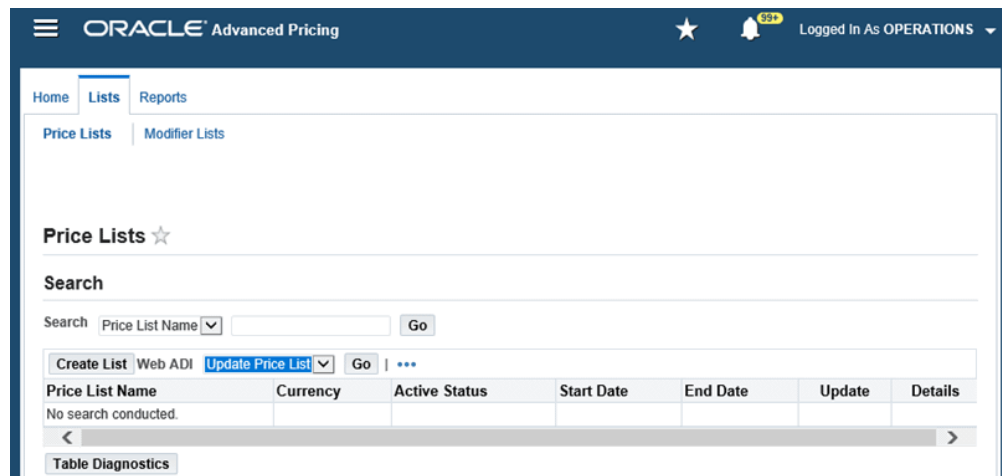 ORACLE Advanced Pricing 99+ Logged In As OPERATIONS
Home Lists Reports
Price Lists Modifier Lists
Price Lists
Search
Search Price List Name Go
Create List Web ADI Update Price List Go | •••
Price List Name Currency Active Status Start Date End Date Update Details
No search conducted.
Table Diagnostics